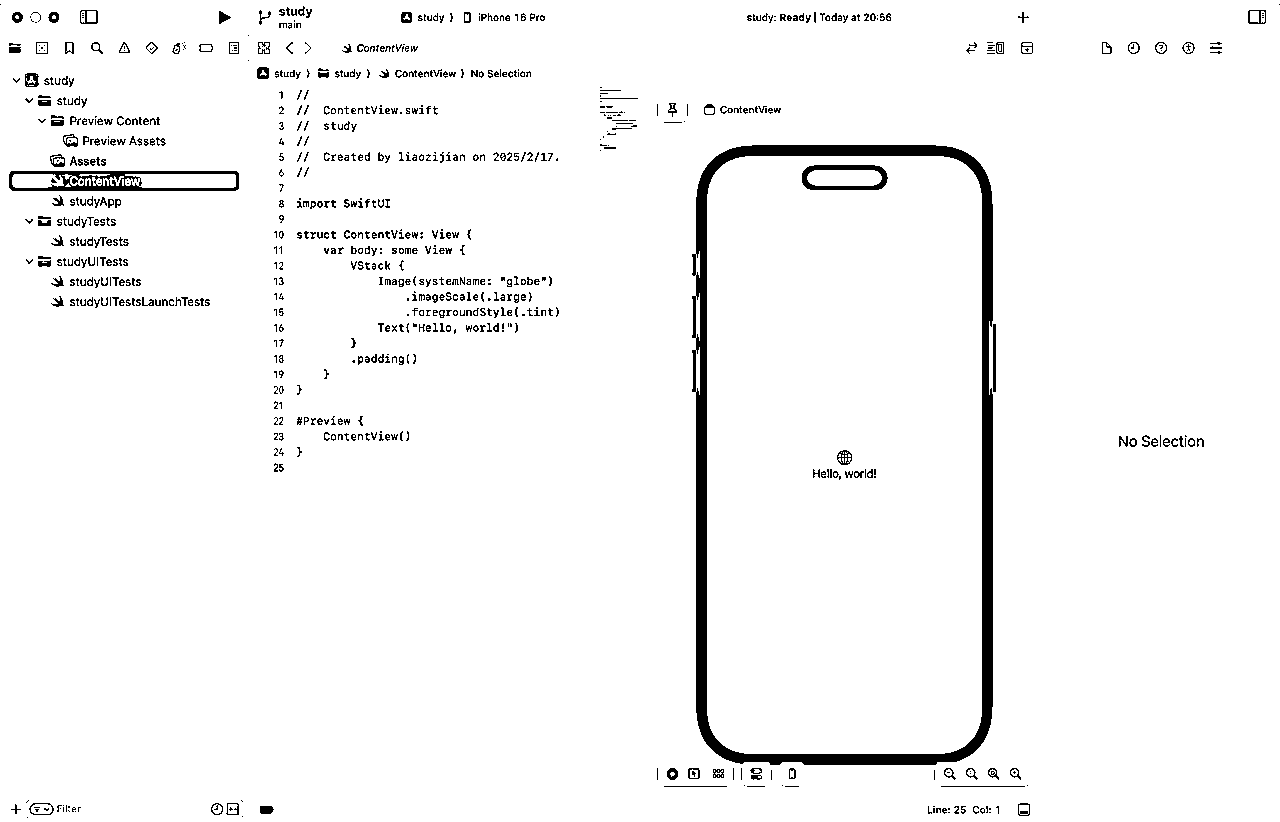 study
main
study
iPhone 16 Pro
study: Ready | Today at 20:56
ContentView
study
study
ContentView
No Selection
study
study
Preview Content
Preview Assets
Assets
ContentView
studyApp
studyTests
studyTests
studyUITests
studyUITests
studyUITestsLaunchTests
1 //
2 // ContentView.swift
3 // study
4 //
5 // Created by liaozijian on 2025/2/17.
6 //
7
8 import SwiftUI
9
10 struct ContentView: View {
11 var body: some View {
12 VStack {
13 Image(systemName: "globe")
14 .imageScale(.large)
15 .foregroundStyle(.tint)
16 Text("Hello, world!")
17 }
18 .padding()
19 }
20 }
21
22 #Preview {
23 ContentView()
24 }
25
ContentView
Hello, world!
No Selection
Filter
Line: 25 Col: 1